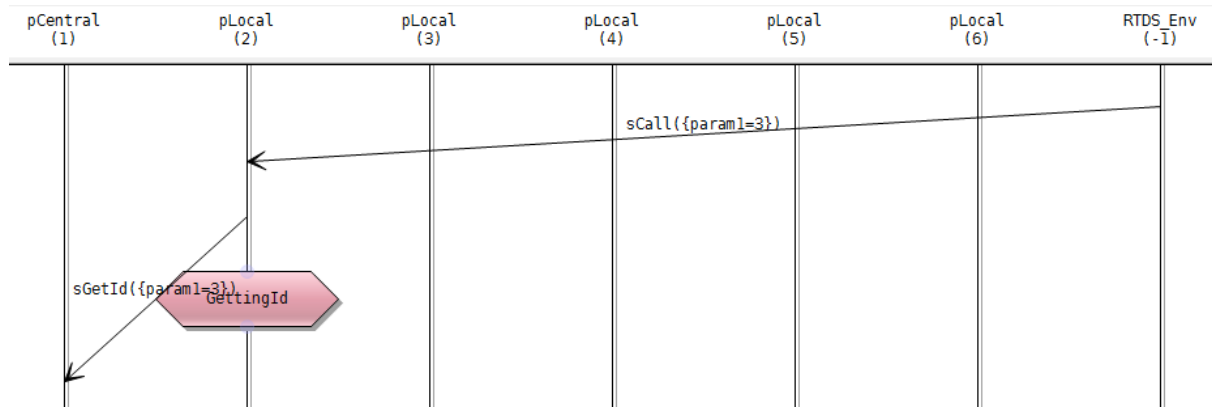 pCentral pLocal pLocal pLocal pLocal pLocal RTDS_Env
(1) (2) (3) (4) (5) (6) (-1)
sCall({param1=3})
sGetId({param1=3})
GettingId